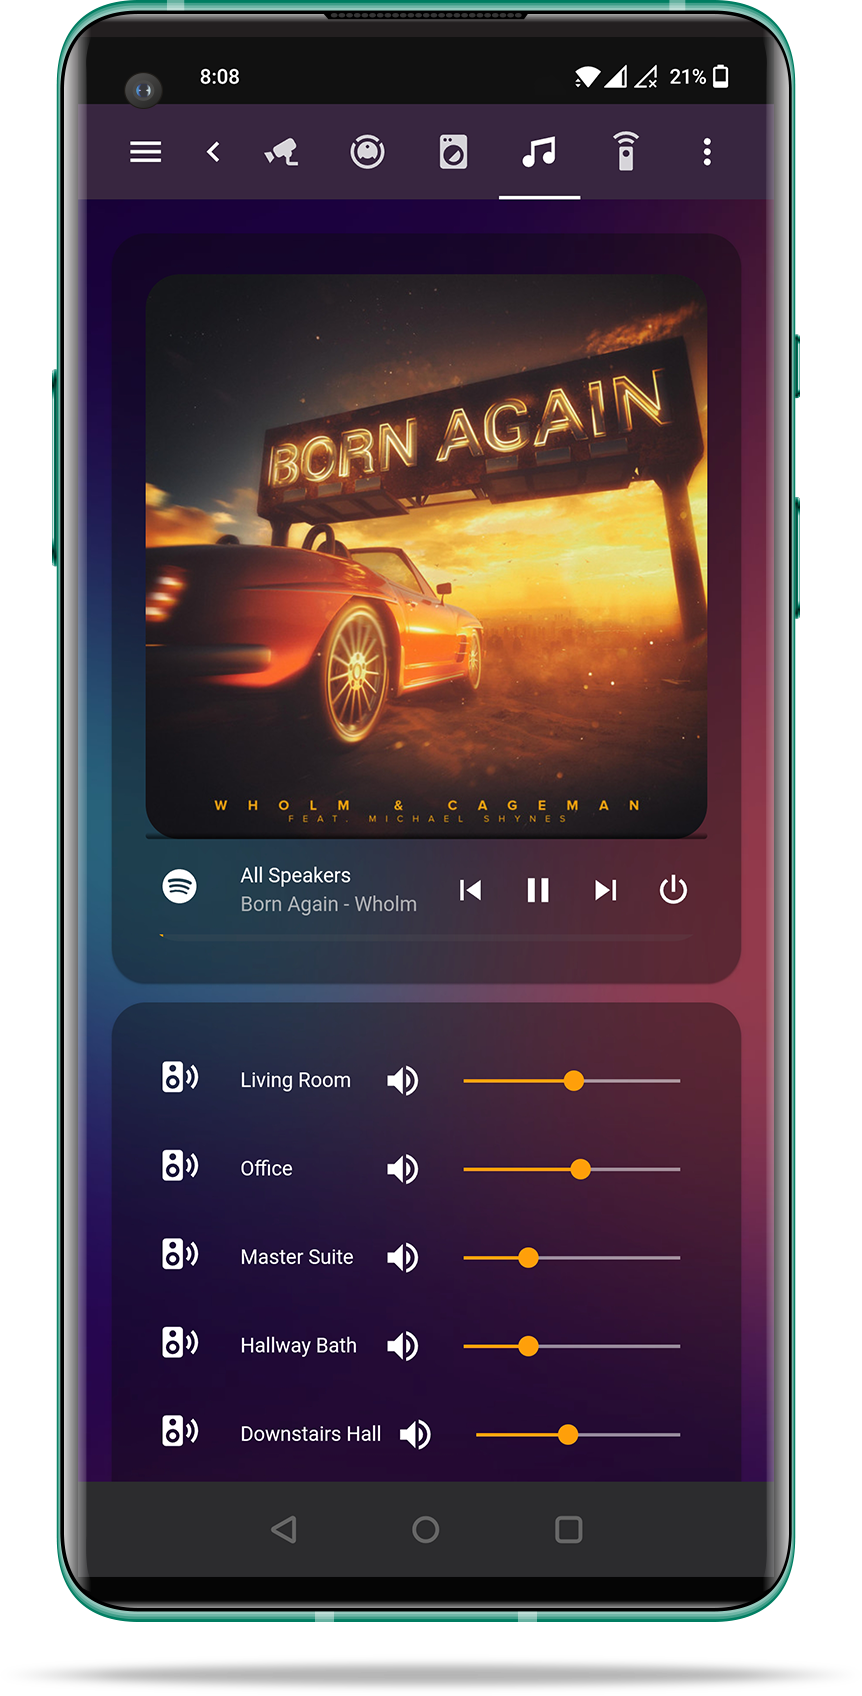 8:08
21%
BORN AGAIN
WHOLM & CAGEMAN
FEAT. MICHAEL SHYNES
All Speakers
Born Again - Wholm
Living Room
Office
Master Suite
Hallway Bath
Downstairs Hall